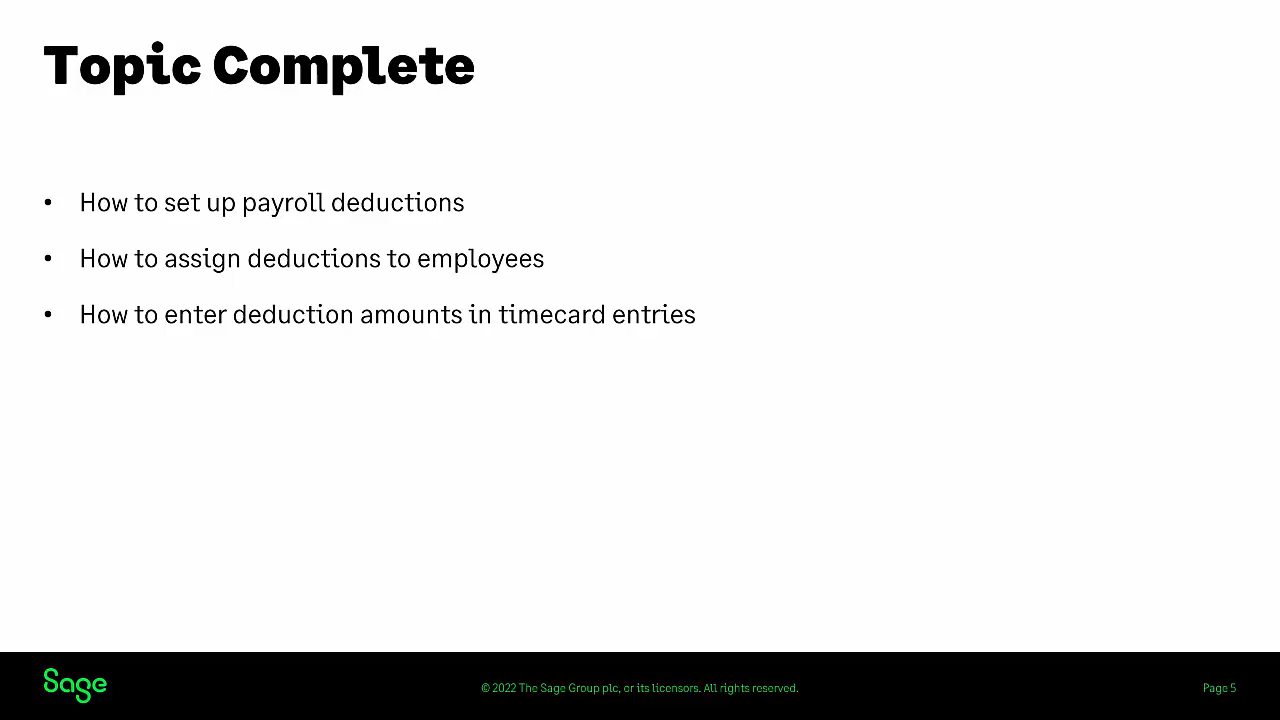 Topic Complete
• How to set up payroll deductions
• How to assign deductions to employees
• How to enter deduction amounts in timecard entries
Sage
© 2022 The Sage Group plc, or its licensors. All rights reserved.
Page 5